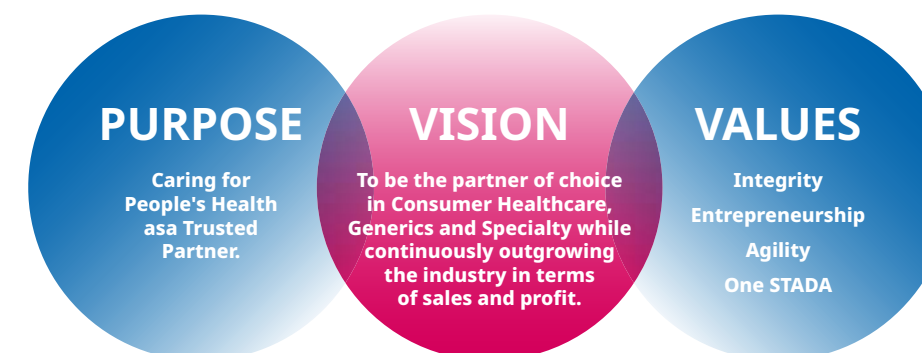 PURPOSE
Caring for
People's Health
asa Trusted
Partner.
VISION
To be the partner of choice
in Consumer Healthcare,
Generics and Specialty while
continuously outgrowing
the industry in terms
of sales and profit.
VALUES
Integrity
Entrepreneurship
Agility
One STADA